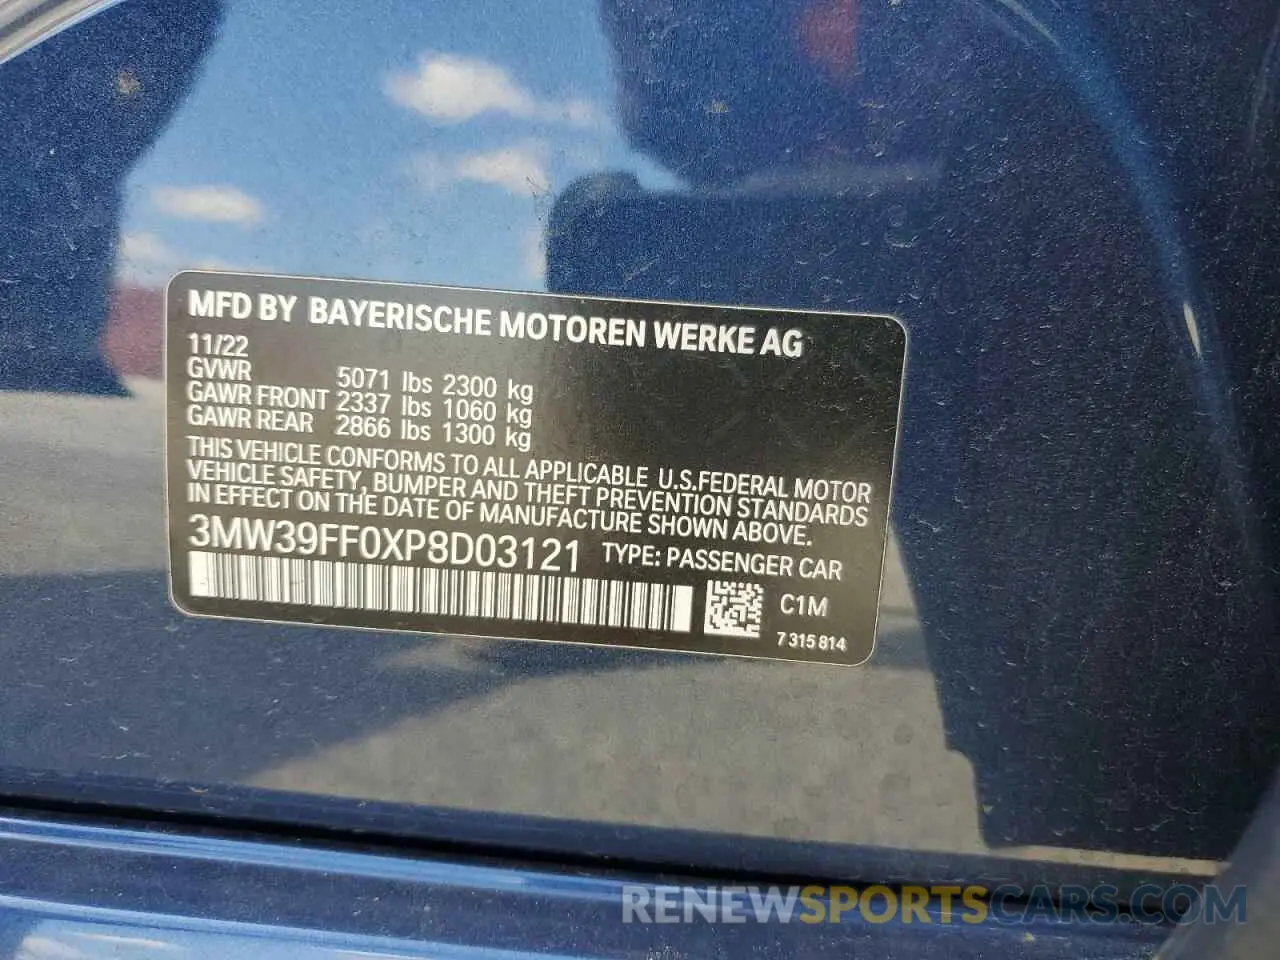 MFD BY BAYERISCHE MOTOREN WERKE AG
11/22
GVWR 5071 lbs 2300 kg
GAWR FRONT 2337 lbs 1060 kg
GAWR REAR 2866 lbs 1300 kg
THIS VEHICLE CONFORMS TO ALL APPLICABLE U.S.FEDERAL MOTOR
VEHICLE SAFETY, BUMPER AND THEFT PREVENTION STANDARDS
IN EFFECT ON THE DATE OF MANUFACTURE SHOWN ABOVE.
3MW39FF0XP8D03121 TYPE: PASSENGER CAR
C1M
7 315 814
RENEWSPORTSCARS.COM